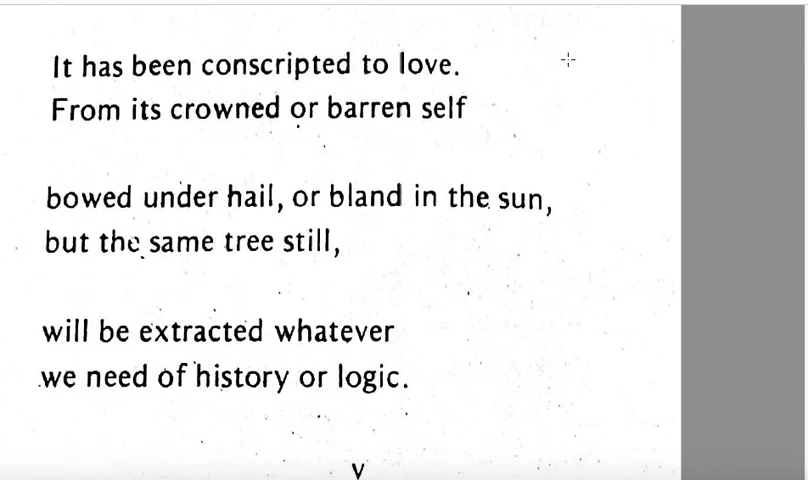 It has been conscripted to love.
From its crowned or barren self
bowed under hail, or bland in the sun,
but the same tree still,
will be extracted whatever
we need of history or logic.
V